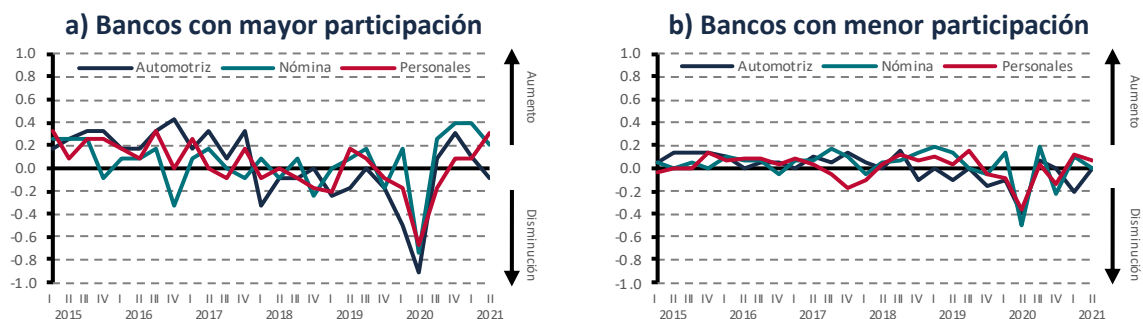 a) Bancos con mayor participación
1.0
0.8
0.6
0.4
0.2
0.0
-0.2
-0.4
-0.6
-0.8
-1.0
Automotriz Nómina Personales
Aumento
Disminución
I II III IV I II III IV I II III IV I II III IV I II III IV I II III IV I II
2015 2016 2017 2018 2019 2020 2021
b) Bancos con menor participación
1.0
0.8
0.6
0.4
0.2
0.0
-0.2
-0.4
-0.6
-0.8
-1.0
Automotriz Nómina Personales
Aumento
Disminución
I II III IV I II III IV I II III IV I II III IV I II III IV I II III IV I II
2015 2016 2017 2018 2019 2020 2021